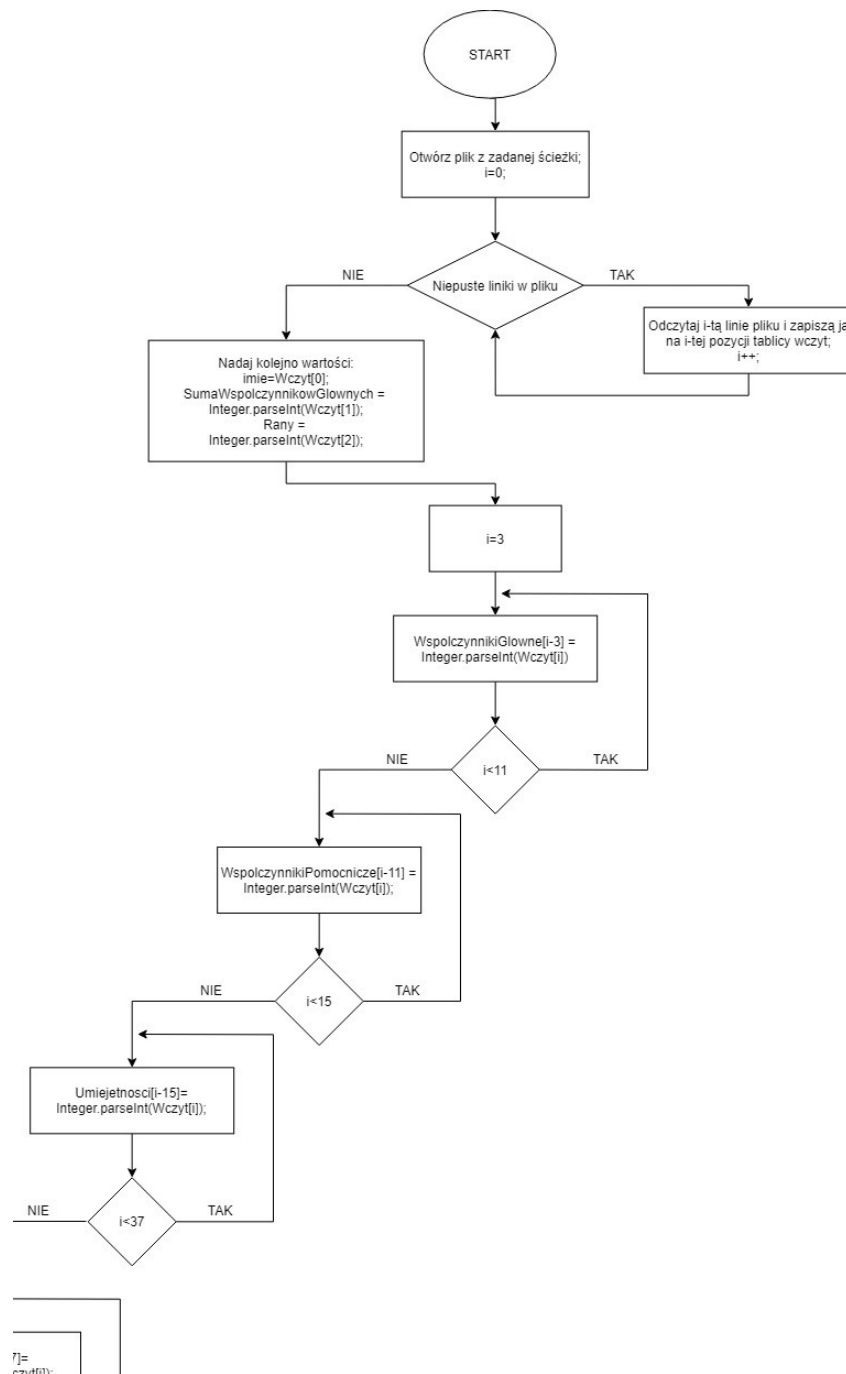 START
Otwórz plik z zadanej ścieżki;
i=0;
Niepuste liniki w pliku
NIE
TAK
Odczytaj i-tą linie pliku i zapiszą ja
na i-tej pozycji tablicy wczyt;
i++;
Nadaj kolejno wartości:
imie=Wczyt[0];
SumaWspolczynnikowGlownych =
Integer.parseInt(Wczyt[1]);
Rany =
Integer.parseInt(Wczyt[2]);
i=3
WspolczynnikiGlowne[i-3] =
Integer.parseInt(Wczyt[i])
NIE
i<11
TAK
WspolczynnikiPomocnicze[i-11] =
Integer.parseInt(Wczyt[i]);
NIE
i<15
TAK
Umiejetnosci[i-15]=
Integer.parseInt(Wczyt[i]);
NIE
i<37
TAK
7]=
czyt[i]);